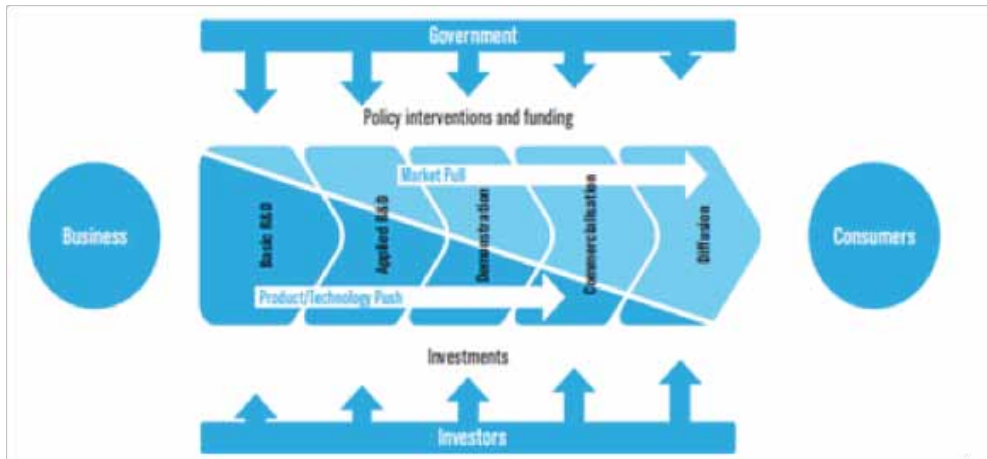 Government
Policy interventions and funding
Market Pull
Business
Basic R&D
Applied R&D
Demonstration
Commercialisation
Diffusion
Consumers
Product/Technology Push
Investments
Investors